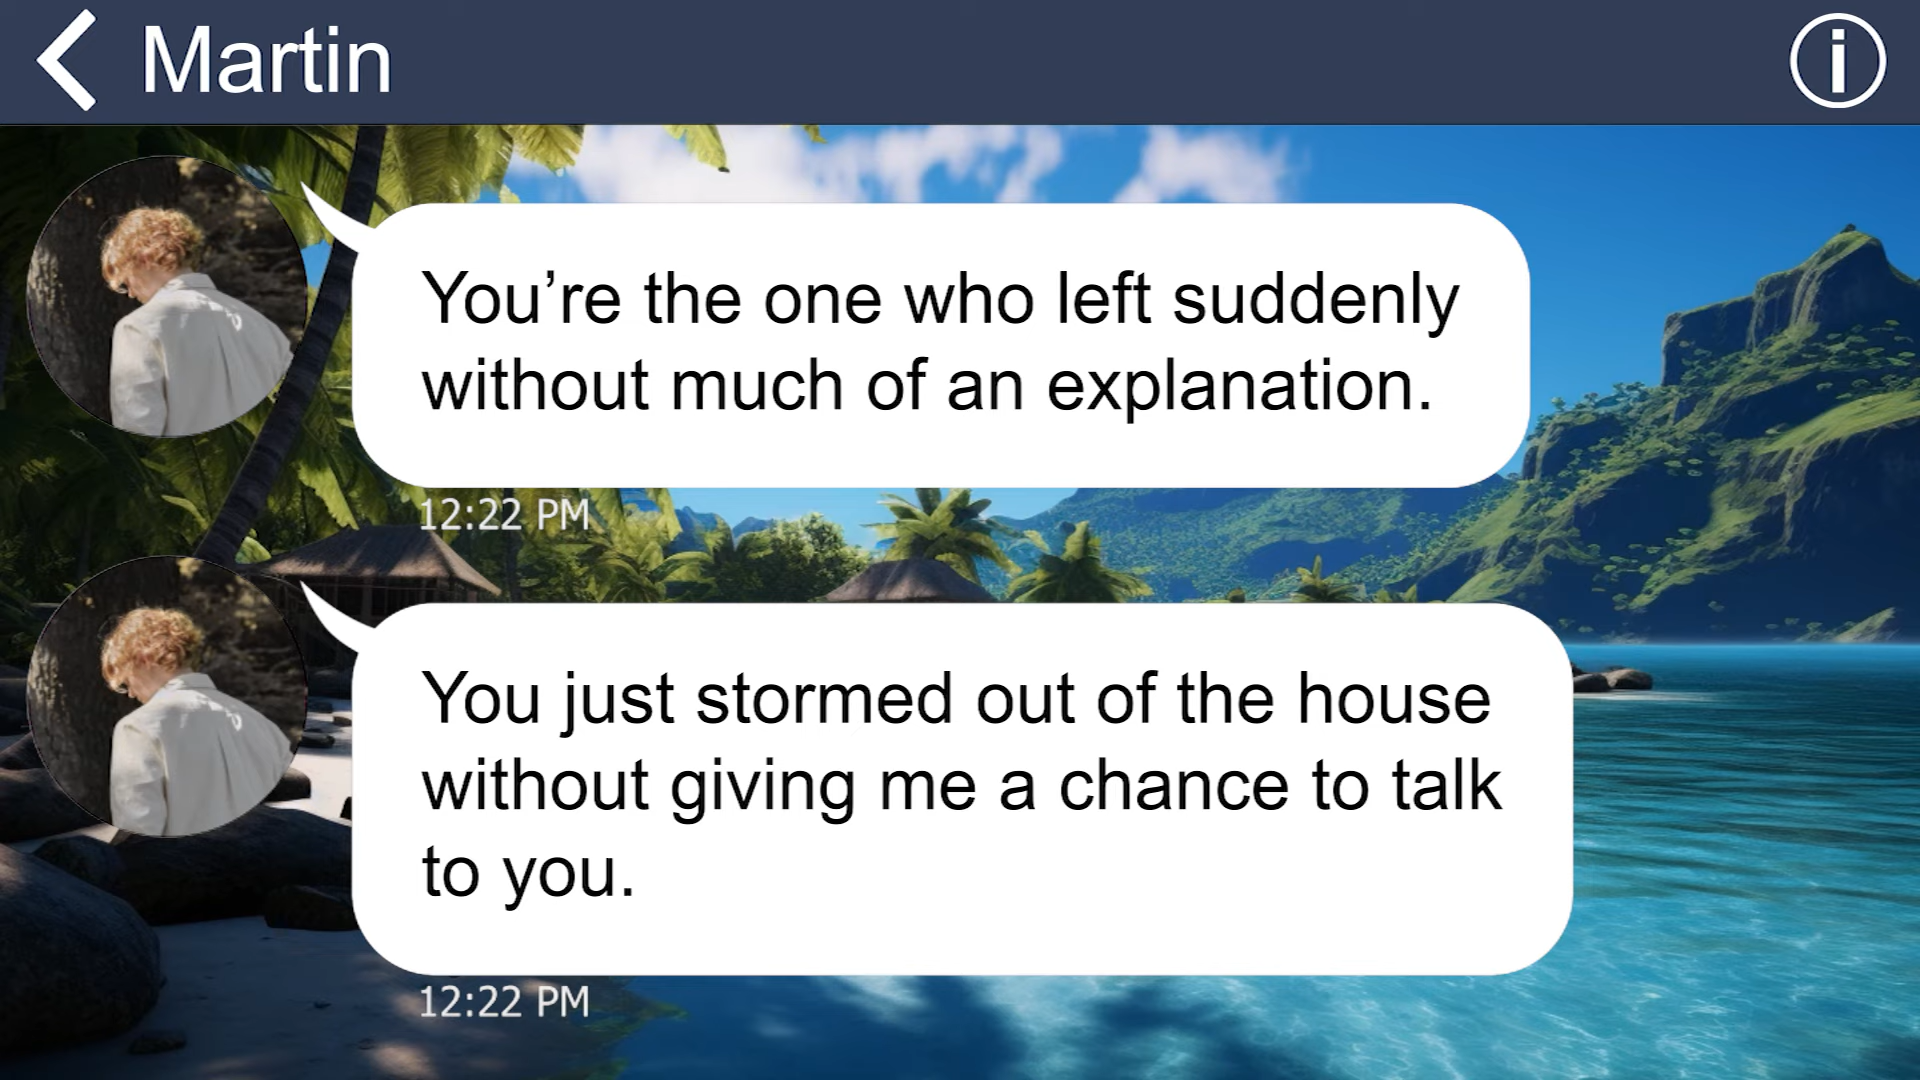 Martin
You’re the one who left suddenly
without much of an explanation.
12:22 PM
You just stormed out of the house
without giving me a chance to talk
to you.
12:22 PM